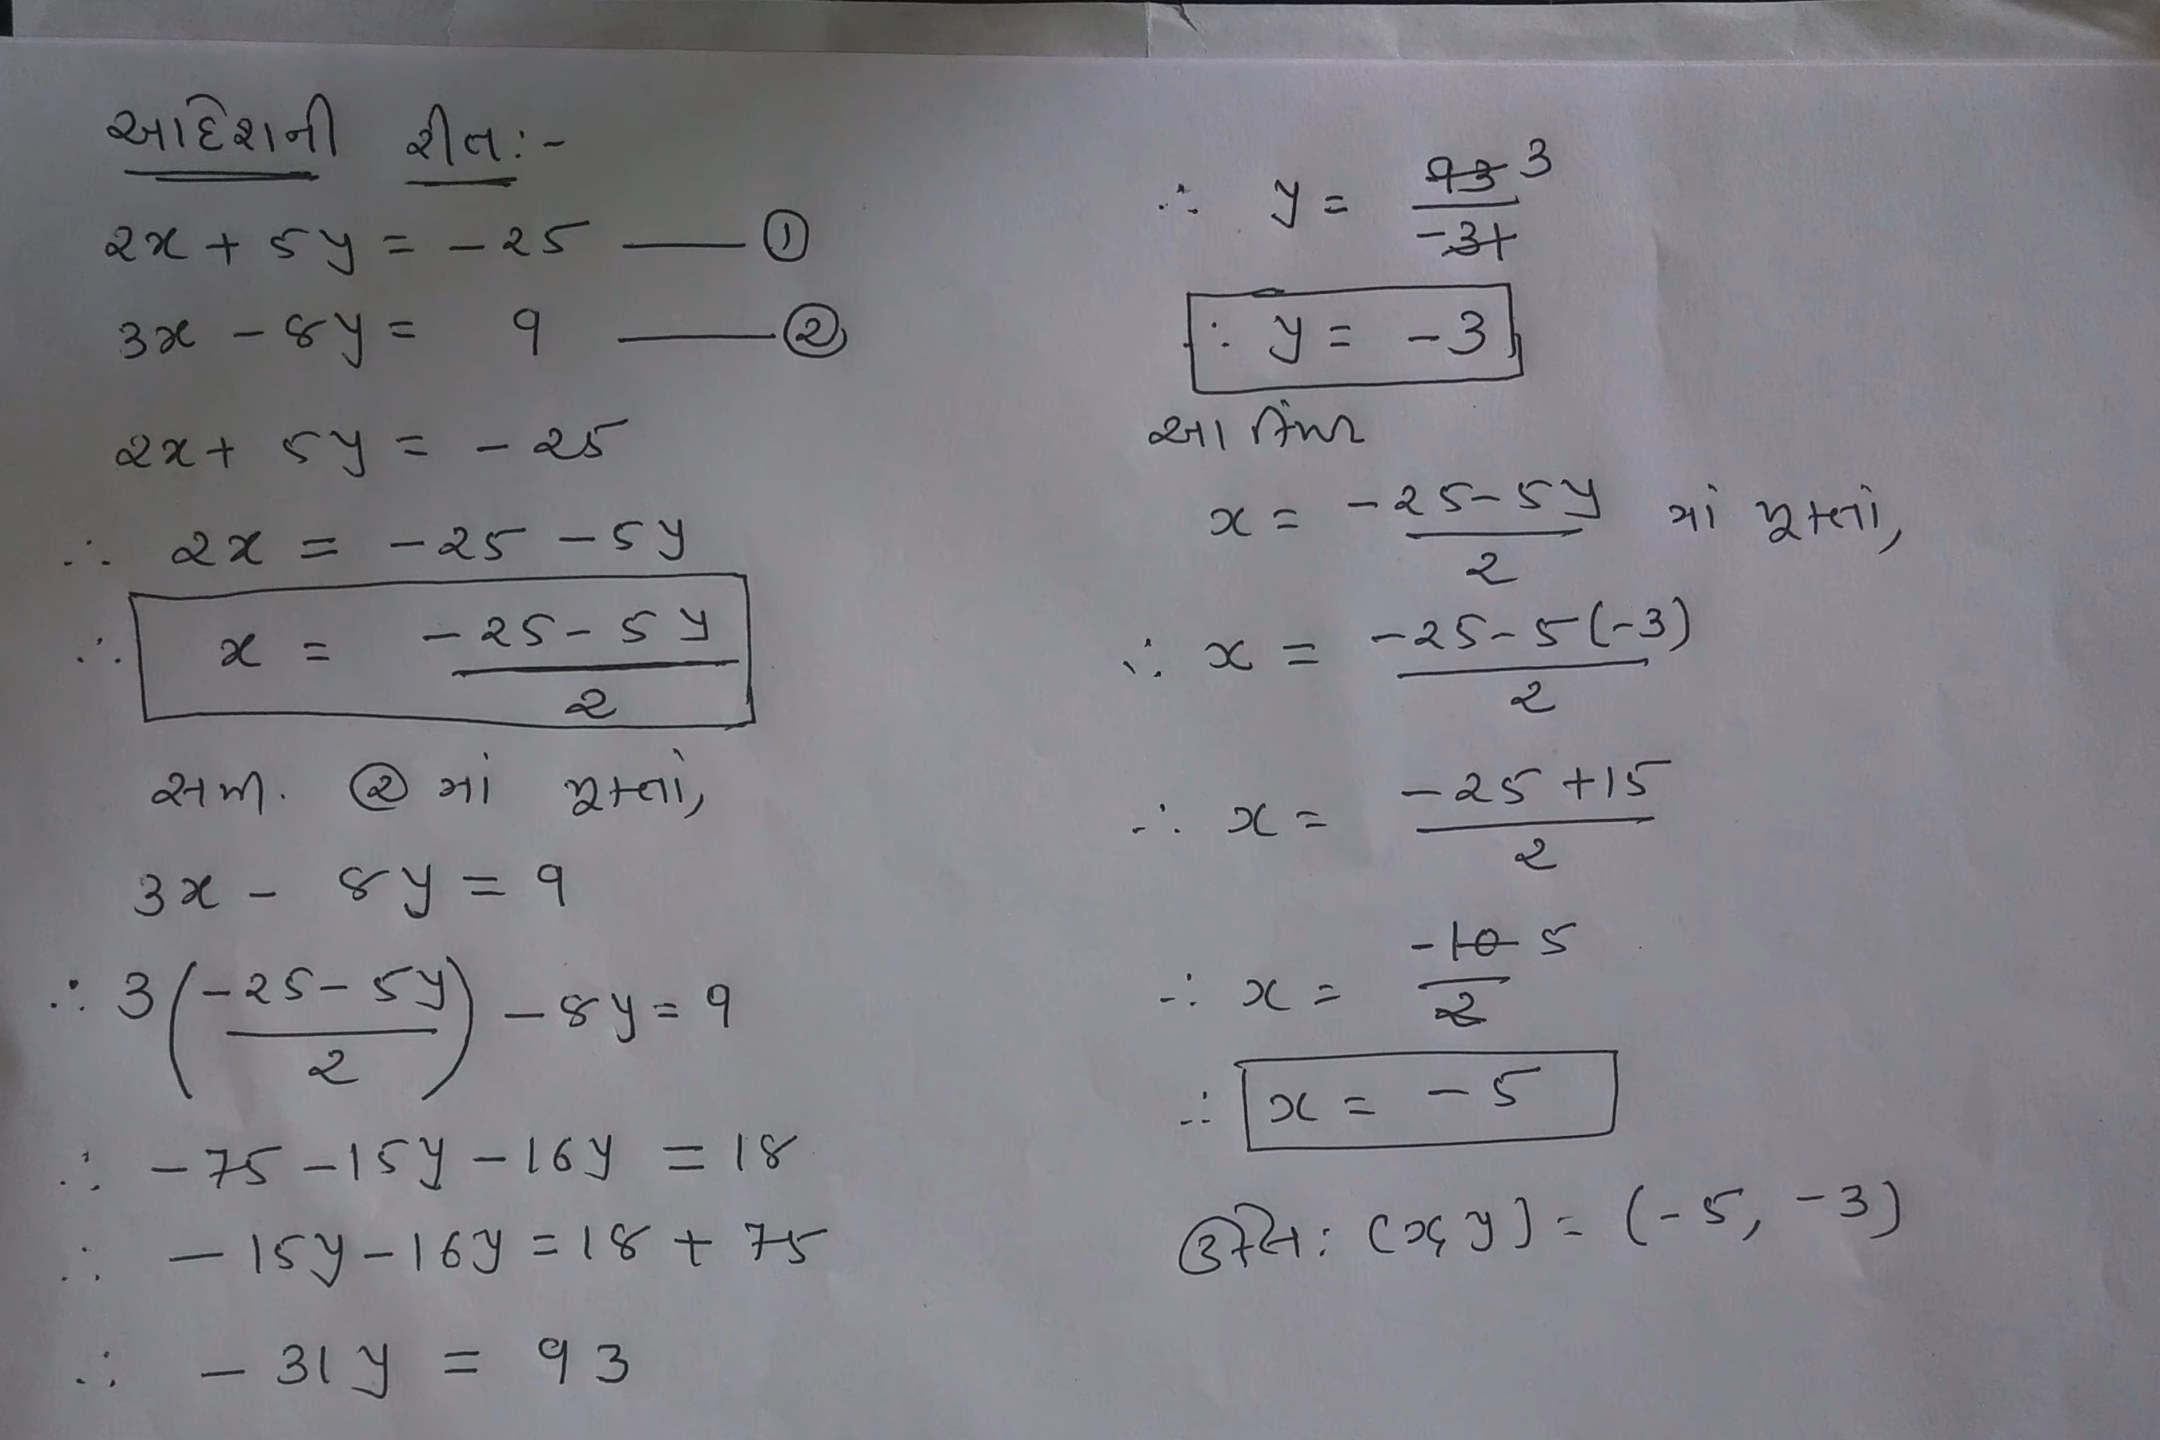 આદેશની રીત:-
2x + 5y = -25 —— ①
3x - 8y = 9 —— ②
2x + 5y = -25
∴ 2x = -25 - 5y
∴ x = (-25 - 5y)/2
સમી. ② માં મૂકતાં,
3x - 8y = 9
∴ 3((-25 - 5y)/2) - 8y = 9
∴ -75 - 15y - 16y = 18
∴ -15y - 16y = 18 + 75
∴ -31y = 93
∴ y = 93/-31 3
∴ y = -3
આ કિંમત
x = (-25 - 5y)/2 માં મૂકતાં,
∴ x = (-25 - 5(-3))/2
∴ x = (-25 + 15)/2
∴ x = -10/2 5
∴ x = -5
ઉકેલ: (x, y) = (-5, -3)